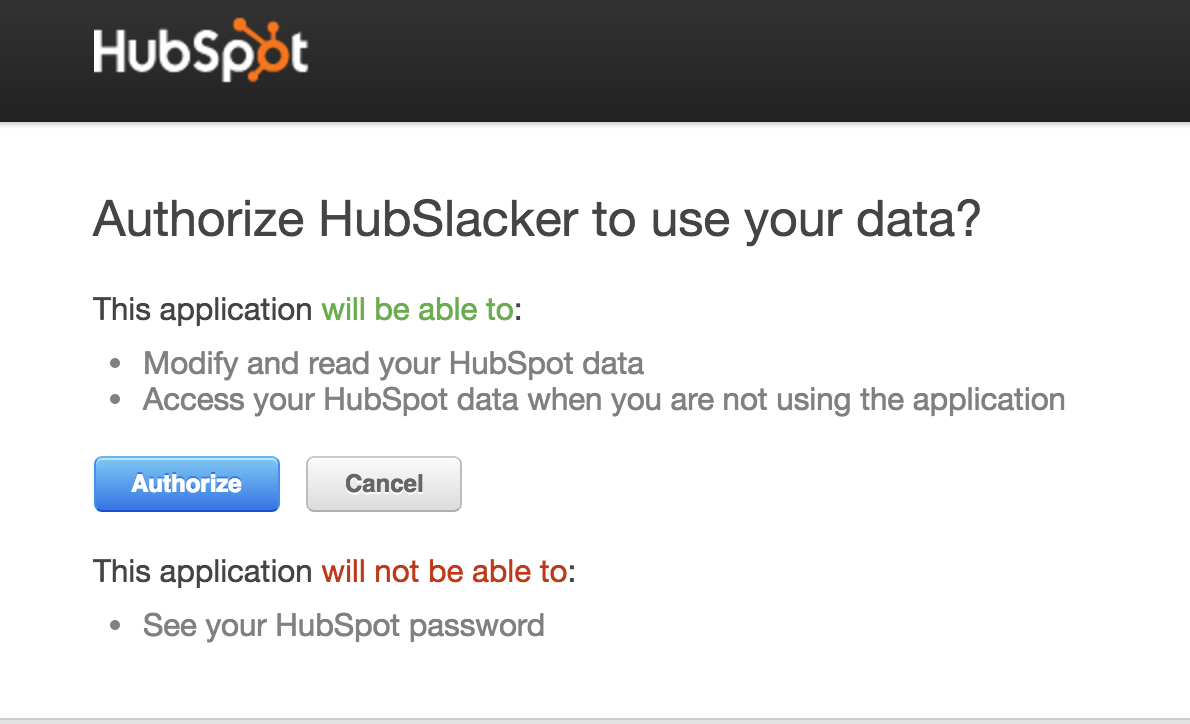 HubSpot
Authorize HubSlacker to use your data?
This application will be able to:
• Modify and read your HubSpot data
• Access your HubSpot data when you are not using the application
Authorize Cancel
This application will not be able to:
• See your HubSpot password